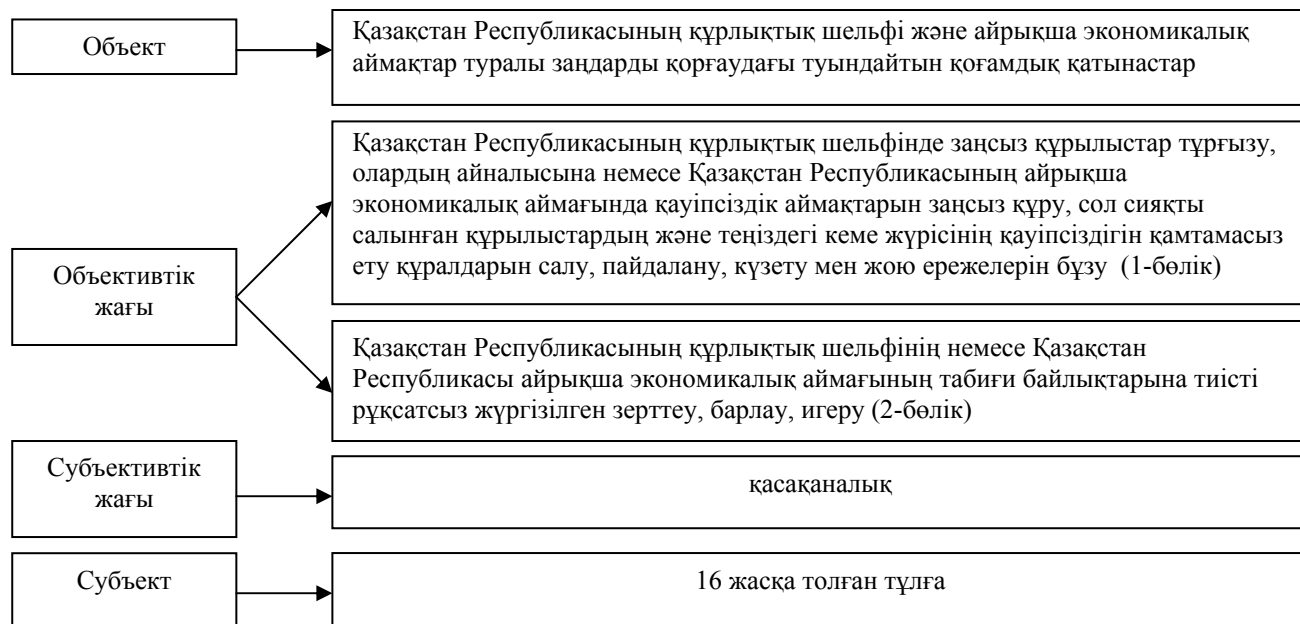 Объект
Қазақстан Республикасының құрлықтық шельфі және айрықша экономикалық
аймақтар туралы заңдарды қорғаудағы туындайтын қоғамдық қатынастар
Объективтік
жағы
Қазақстан Республикасының құрлықтық шельфінде заңсыз құрылыстар тұрғызу,
олардың айналысына немесе Қазақстан Республикасының айрықша
экономикалық аймағында қауіпсіздік аймақтарын заңсыз құру, сол сияқты
салынған құрылыстардың және теңіздегі кеме жүрісінің қауіпсіздігін қамтамасыз
ету құралдарын салу, пайдалану, күзету мен жою ережелерін бұзу (1-бөлік)
Қазақстан Республикасының құрлықтық шельфінің немесе Қазақстан
Республикасы айрықша экономикалық аймағының табиғи байлықтарына тиісті
рұқсатсыз жүргізілген зерттеу, барлау, игеру (2-бөлік)
Субъективтік
жағы
қасақаналық
Субъект
16 жасқа толған тұлға